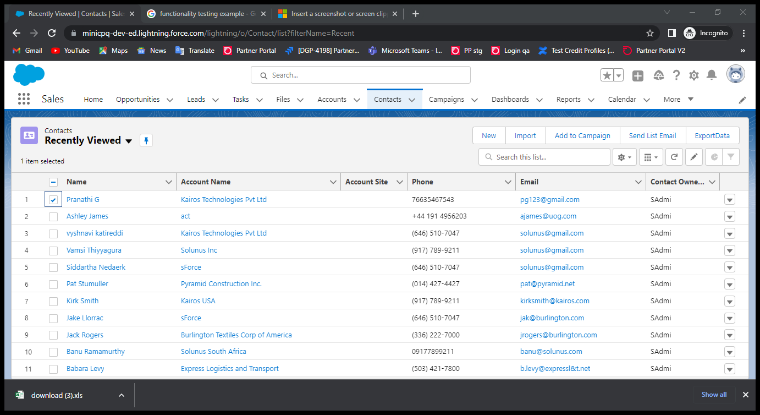 Recently Viewed | Contacts | Sale
functionality testing example - G
Insert a screenshot or screen clip
minicpq-dev-ed.lightning.force.com/lightning/o/Contact/list?filterName=Recent
Incognito
Gmail YouTube Maps News Translate Partner Portal [DGP-4198] Partner... Microsoft Teams - I... PP stg Login qa Test Credit Profiles (... Partner Portal V2
Search...
Sales Home Opportunities Leads Tasks Files Accounts Contacts Campaigns Dashboards Reports Calendar More
Contacts
Recently Viewed
New Import Add to Campaign Send List Email ExportData
1 item selected
Search this list...
Name Account Name Account Site Phone Email Contact Owne...
1 Pranathi G Kairos Technologies Pvt Ltd 76635467543 pg123@gmail.com SAdmi
2 Ashley James act +44 191 4956203 ajames@uog.com SAdmi
3 vyshnavi katireddi Kairos Technologies Pvt Ltd (646) 510-7047 solunus@gmail.com SAdmi
4 Vamsi Thiyyagura Solunus Inc (917) 789-9211 solunus@gmail.com SAdmi
5 Siddartha Nedaerk sForce (646) 510-7047 solunus@gmail.com SAdmi
6 Pat Stumuller Pyramid Construction Inc. (014) 427-4427 pat@pyramid.net SAdmi
7 Kirk Smith Kairos USA (917) 789-9211 kirksmith@kairos.com SAdmi
8 Jake Llorrac sForce (646) 510-7047 jak@burlington.com SAdmi
9 Jack Rogers Burlington Textiles Corp of America (336) 222-7000 jrogers@burlington.com SAdmi
10 Banu Ramamurthy Solunus South Africa 09177899211 banu@solunus.com SAdmi
11 Babara Levy Express Logistics and Transport (503) 421-7800 b.levy@expressl&t.net SAdmi
download (3).xls
Show all